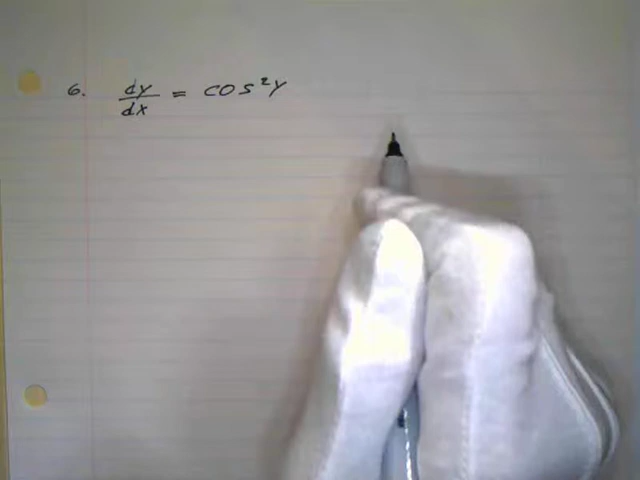 6. dy/dx = cos²y